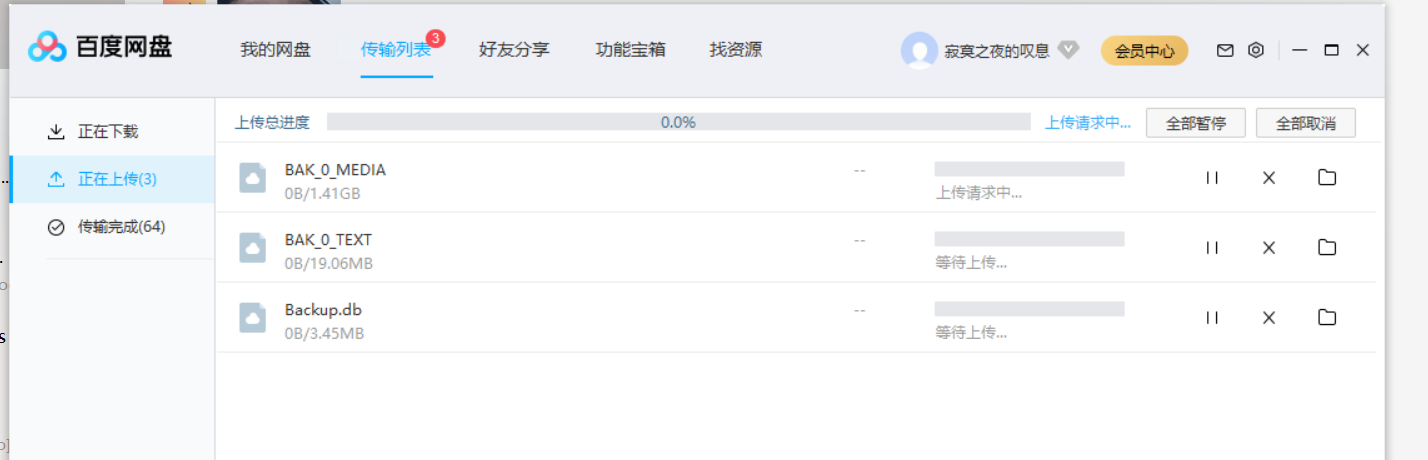 百度网盘 我的网盘 传输列表 3 好友分享 功能宝箱 找资源 寂寞之夜的叹息 会员中心
正在下载
正在上传(3)
传输完成(64)
上传总进度 0.0% 上传请求中... 全部暂停 全部取消
BAK_0_MEDIA --
0B/1.41GB 上传请求中...
BAK_0_TEXT --
0B/19.06MB 等待上传...
Backup.db --
0B/3.45MB 等待上传...